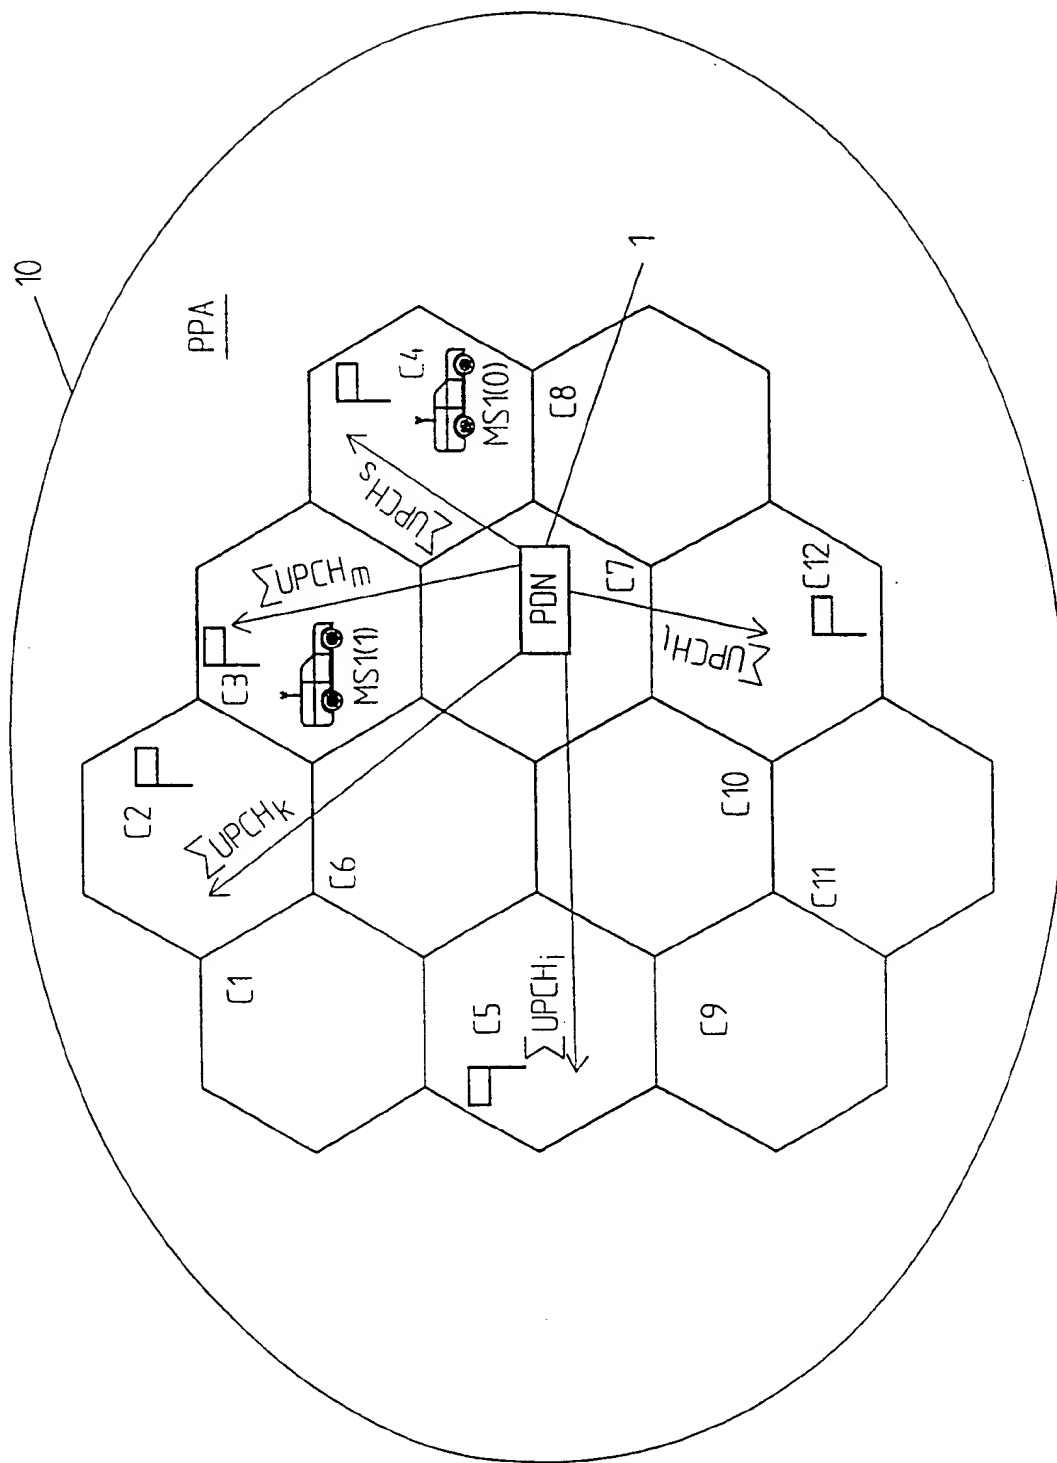 10
PPA
C2
C1
ΣUPCHk
C3
ΣUPCHm
C6
MS1(1)
ΣUPCHs
C4
C5
MS1(0)
ΣUPCHi
PDN
C8
C7
1
C9
C10
ΣUPCHl
C11
C12